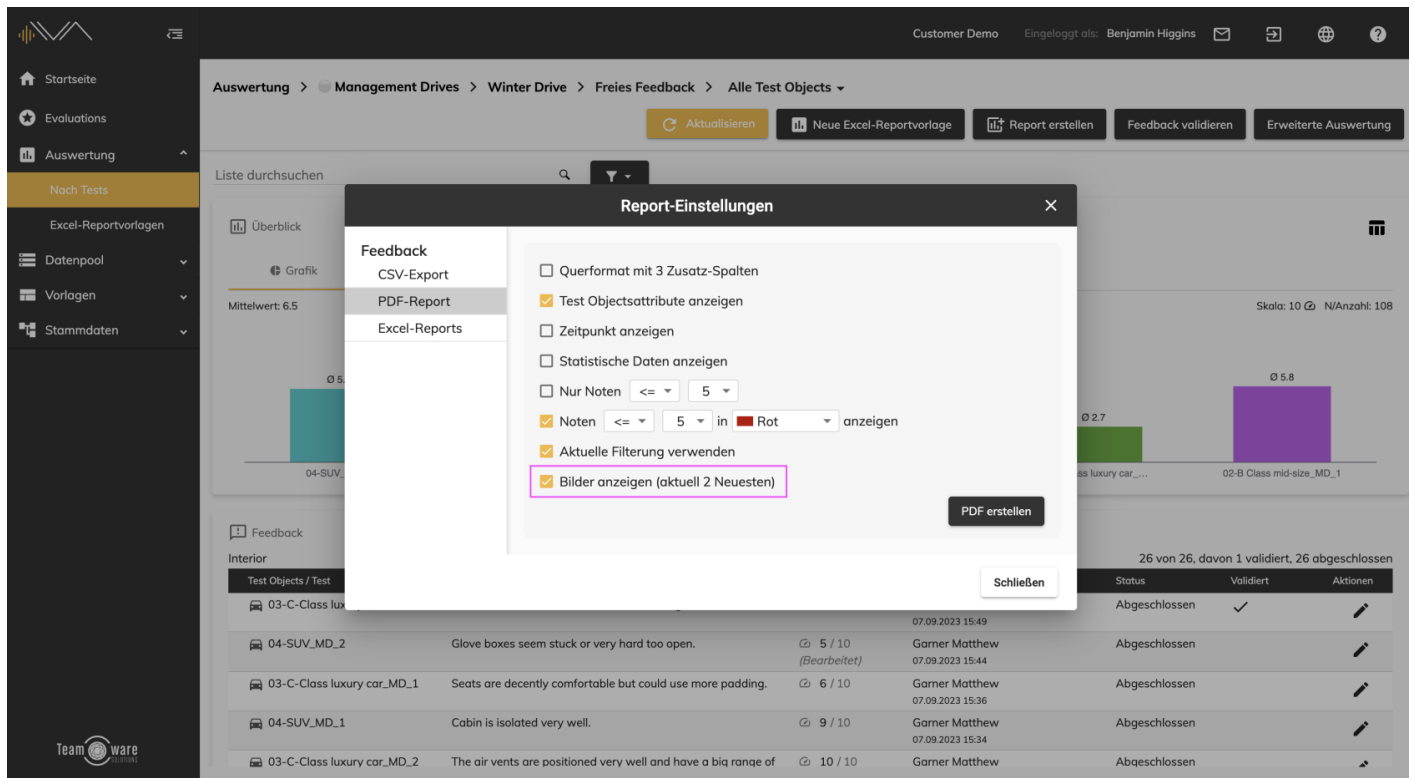 Customer Demo Eingeloggt als: Benjamin Higgins
Startseite
Evaluations
Auswertung
Nach Tests
Excel-Reportvorlagen
Datenpool
Vorlagen
Stammdaten
Team ware
SOLUTIONS
Auswertung > Management Drives > Winter Drive > Freies Feedback > Alle Test Objects
Aktualisieren Neue Excel-Reportvorlage Report erstellen Feedback validieren Erweiterte Auswertung
Liste durchsuchen
Überblick
Grafik
Mittelwert: 6.5
Skala: 10 N/Anzahl: 108
Ø 5.
Ø 2.7
Ø 5.8
04-SUV_
ss luxury car_...
02-B Class mid-size_MD_1
Report-Einstellungen
Feedback
CSV-Export
PDF-Report
Excel-Reports
Querformat mit 3 Zusatz-Spalten
Test Objectsattribute anzeigen
Zeitpunkt anzeigen
Statistische Daten anzeigen
Nur Noten <= 5
Noten <= 5 in Rot anzeigen
Aktuelle Filterung verwenden
Bilder anzeigen (aktuell 2 Neuesten)
PDF erstellen
Schließen
Feedback
Interior
26 von 26, davon 1 validiert, 26 abgeschlossen
Test Objects / Test Status Validiert Aktionen
03-C-Class lux Abgeschlossen
07.09.2023 15:49
04-SUV_MD_2 Glove boxes seem stuck or very hard too open. 5 / 10 Garner Matthew Abgeschlossen
(Bearbeitet) 07.09.2023 15:44
03-C-Class luxury car_MD_1 Seats are decently comfortable but could use more padding. 6 / 10 Garner Matthew Abgeschlossen
07.09.2023 15:36
04-SUV_MD_1 Cabin is isolated very well. 9 / 10 Garner Matthew Abgeschlossen
07.09.2023 15:34
03-C-Class luxury car_MD_2 The air vents are positioned very well and have a big range of 10 / 10 Garner Matthew Abgeschlossen